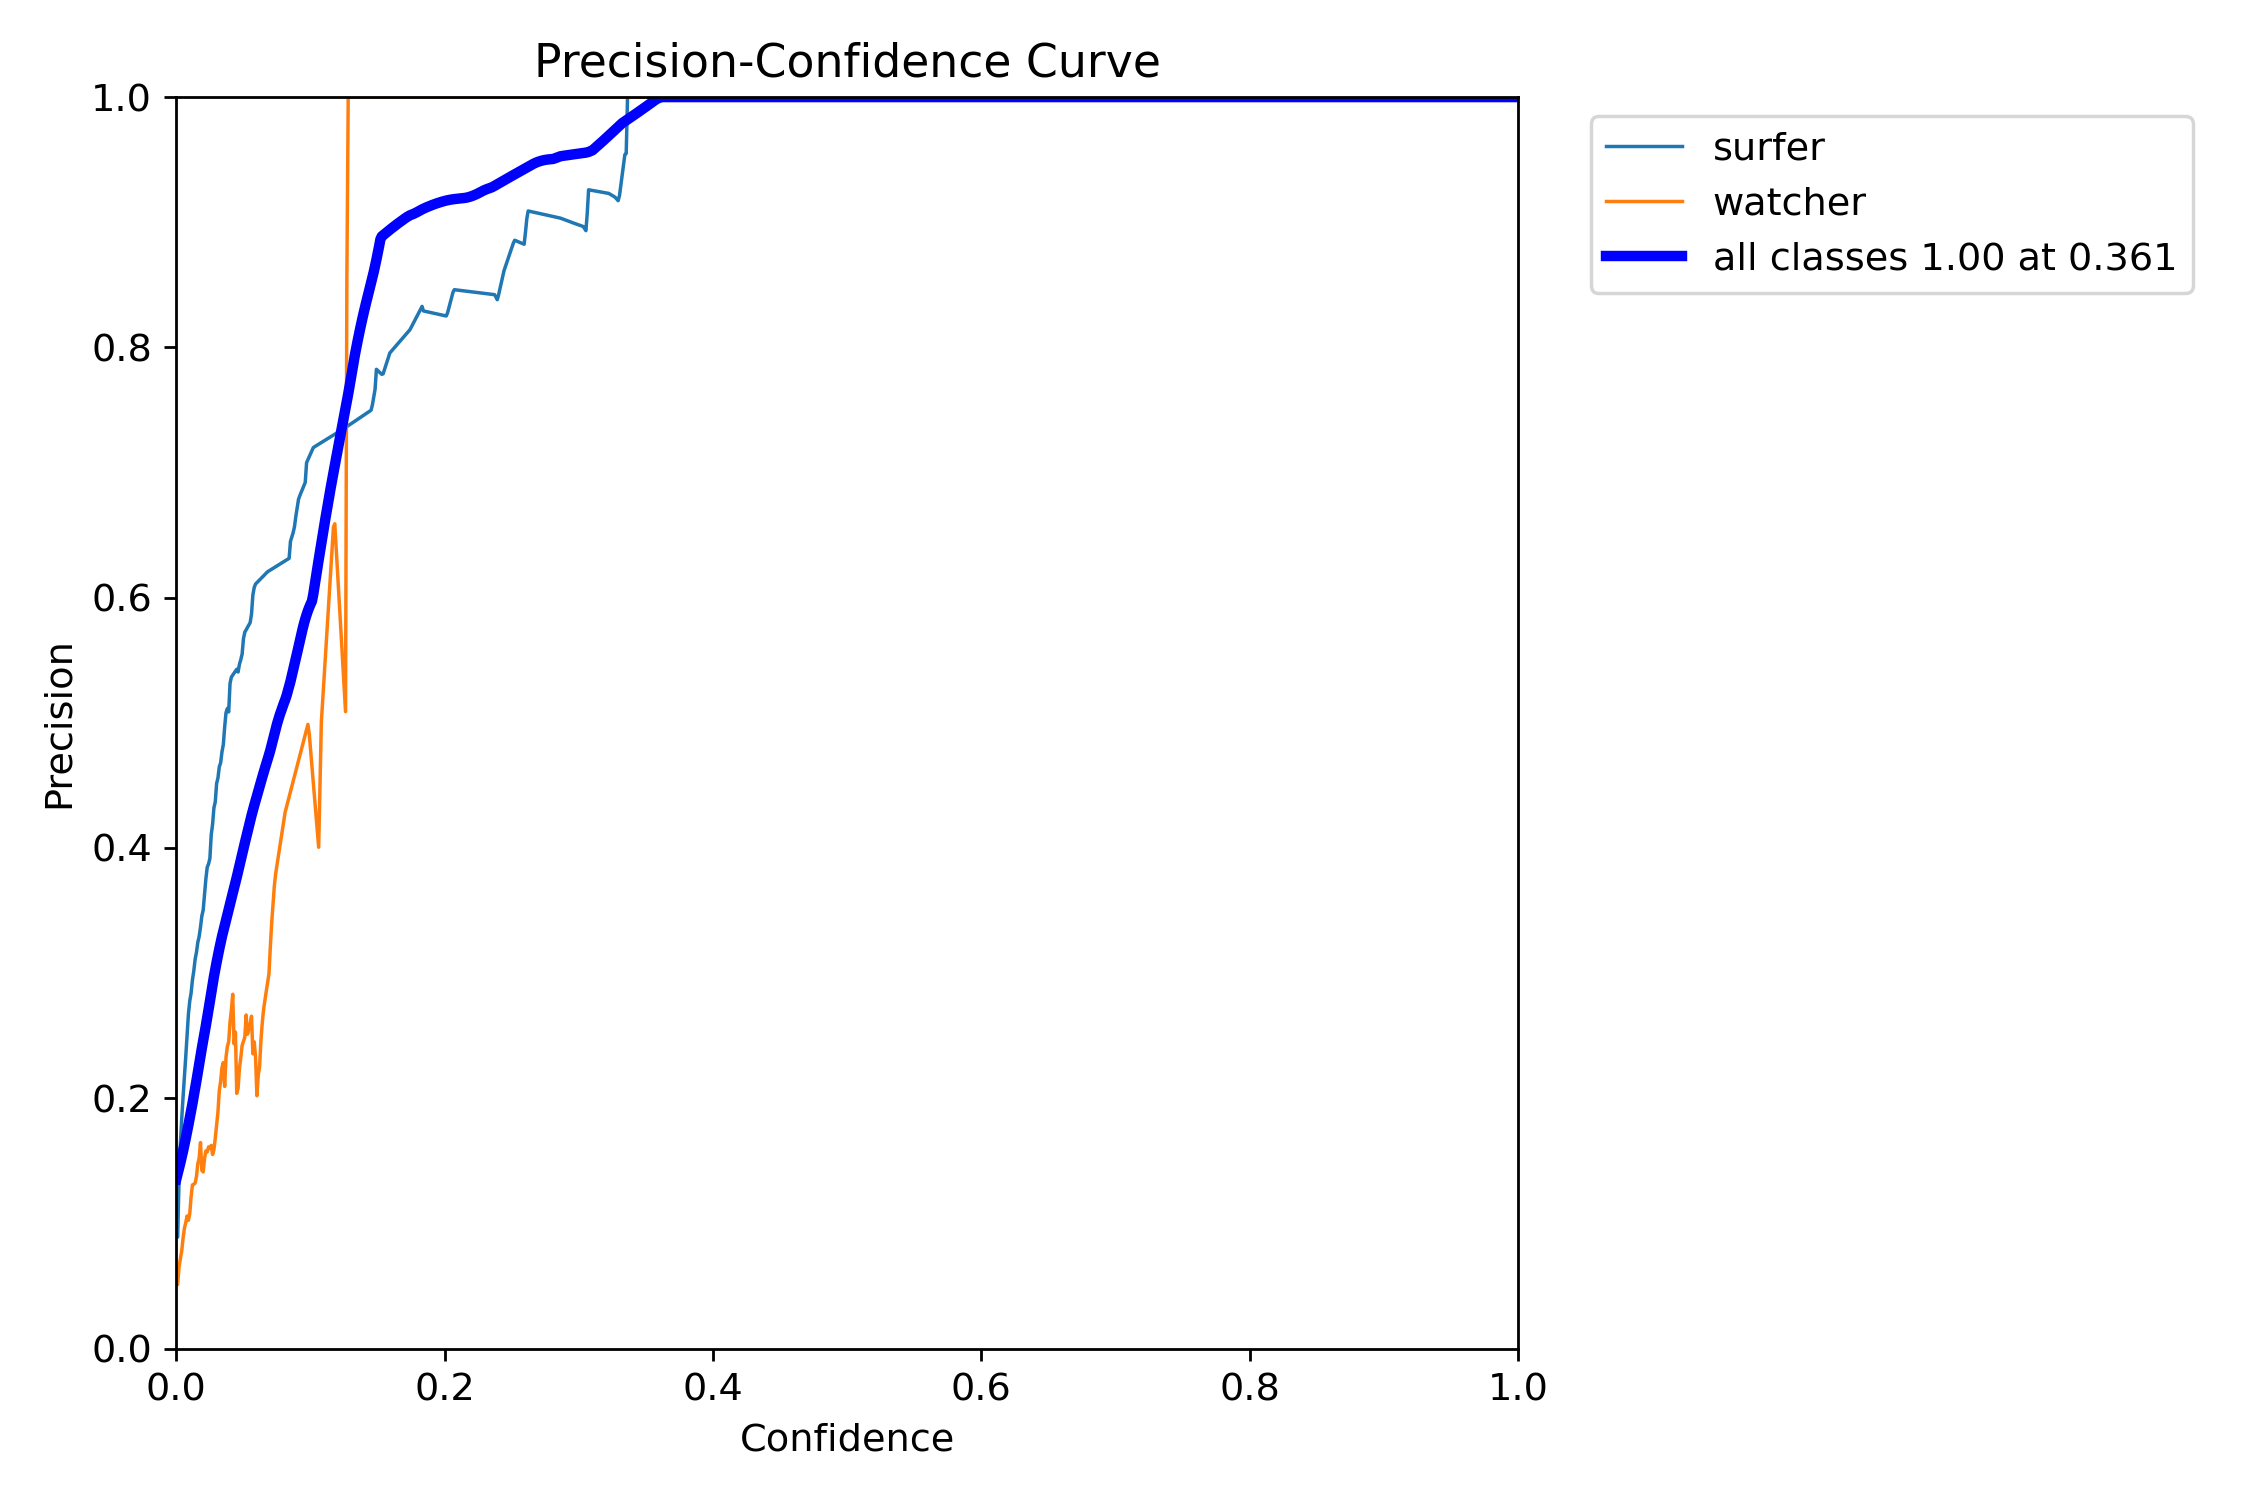 Precision-Confidence Curve
1.0
0.8
0.6
0.4
0.2
0.0
Precision
0.0 0.2 0.4 0.6 0.8 1.0
Confidence
surfer
watcher
all classes 1.00 at 0.361